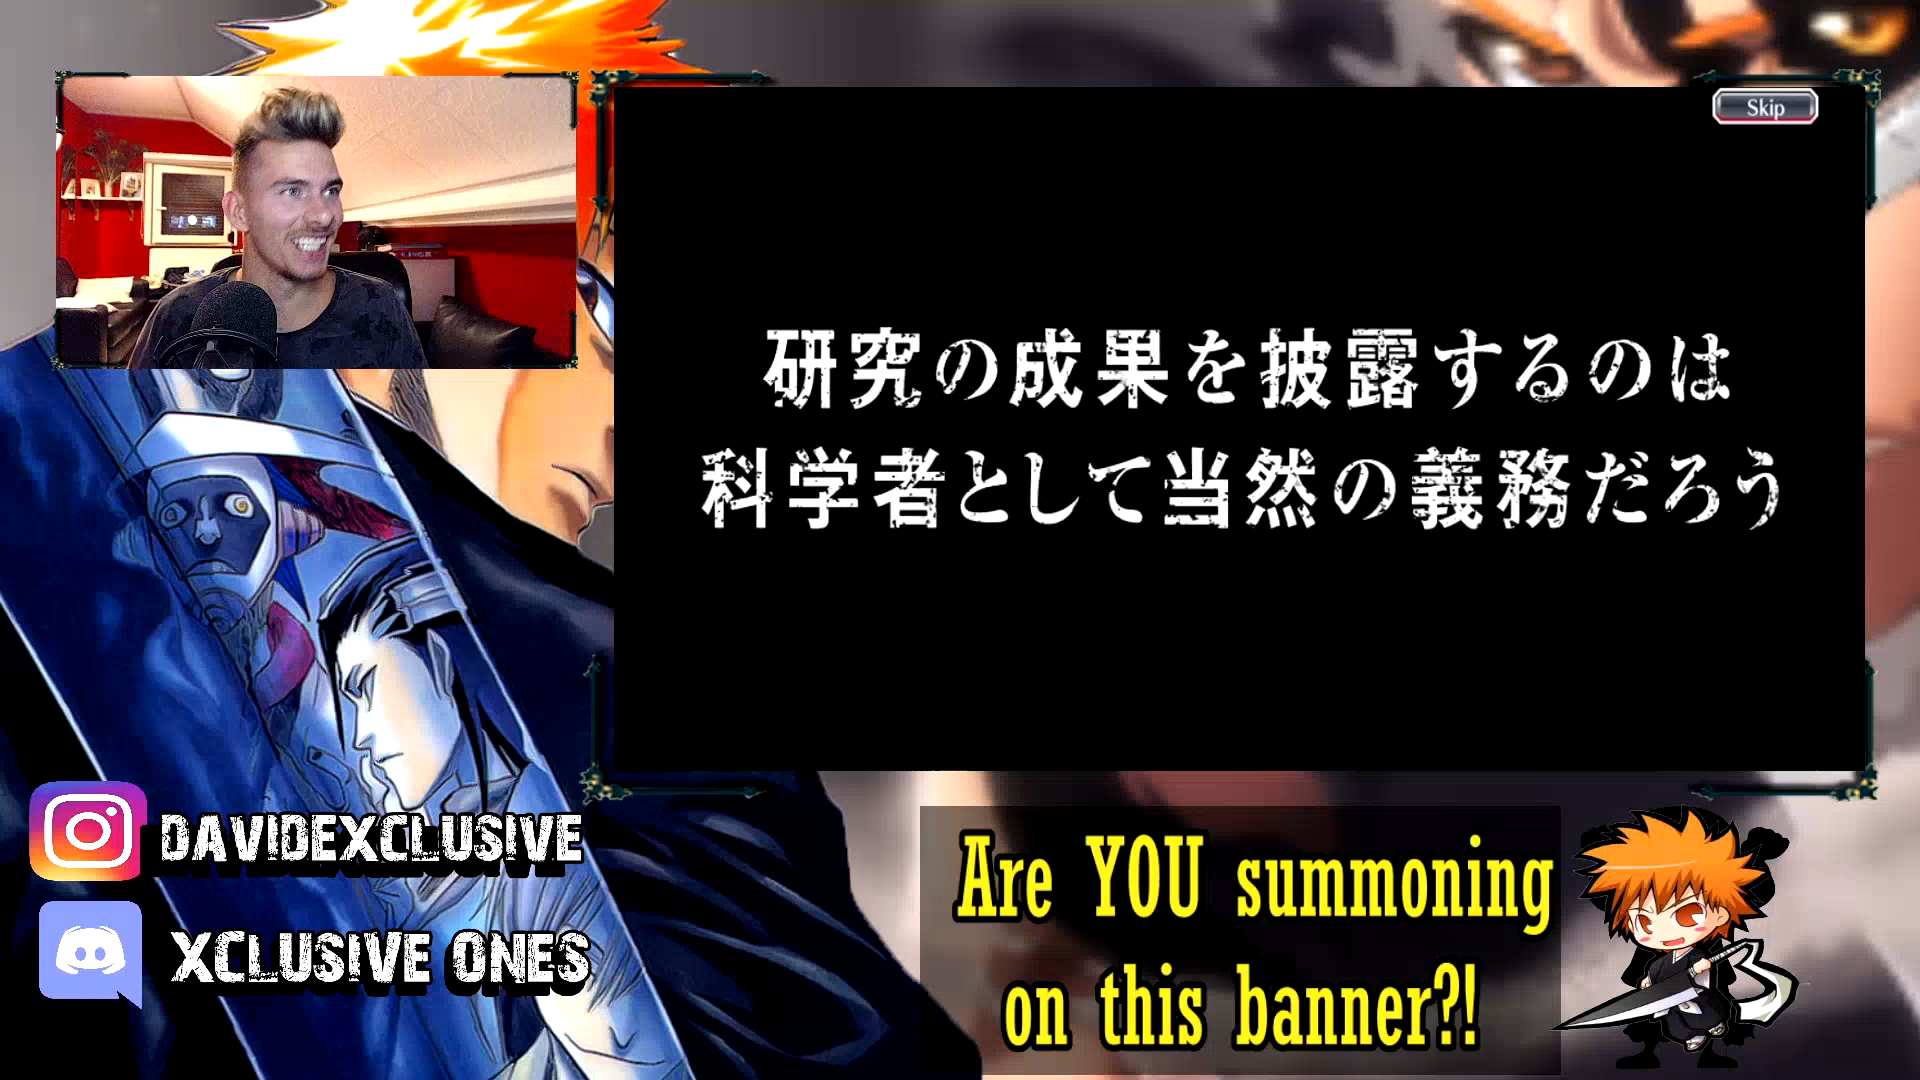 Skip
研究の成果を披露するのは
科学者として当然の義務だろう
DAVIDEXCLUSIVE
XCLUSIVE ONES
Are YOU summoning
on this banner?!